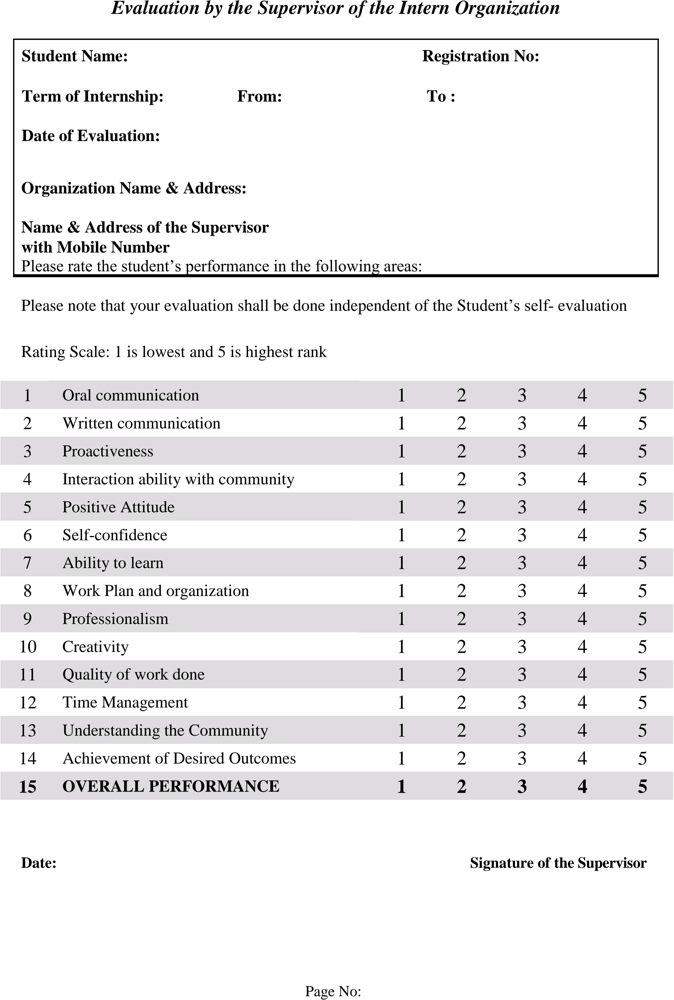 Evaluation by the Supervisor of the Intern Organization
Student Name: Registration No:
Term of Internship: From: To :
Date of Evaluation:
Organization Name & Address:
Name & Address of the Supervisor
with Mobile Number
Please rate the student’s performance in the following areas:
Please note that your evaluation shall be done independent of the Student’s self- evaluation
Rating Scale: 1 is lowest and 5 is highest rank
1 Oral communication 1 2 3 4 5
2 Written communication 1 2 3 4 5
3 Proactiveness 1 2 3 4 5
4 Interaction ability with community 1 2 3 4 5
5 Positive Attitude 1 2 3 4 5
6 Self-confidence 1 2 3 4 5
7 Ability to learn 1 2 3 4 5
8 Work Plan and organization 1 2 3 4 5
9 Professionalism 1 2 3 4 5
10 Creativity 1 2 3 4 5
11 Quality of work done 1 2 3 4 5
12 Time Management 1 2 3 4 5
13 Understanding the Community 1 2 3 4 5
14 Achievement of Desired Outcomes 1 2 3 4 5
15 OVERALL PERFORMANCE 1 2 3 4 5
Date: Signature of the Supervisor
Page No: